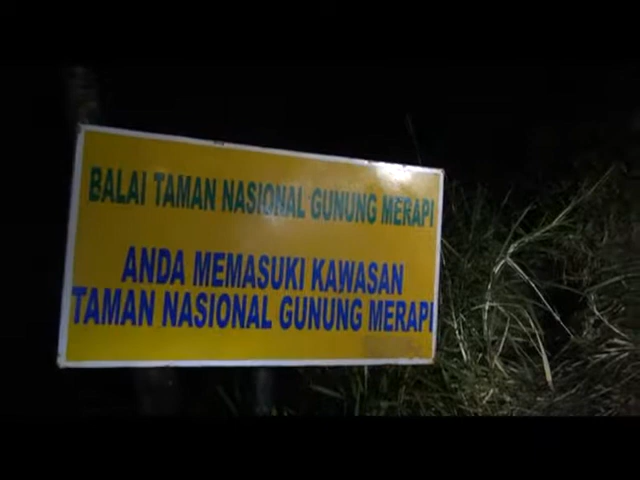 BALAI TAMAN NASIONAL GUNUNG MERAPI
ANDA MEMASUKI KAWASAN
TAMAN NASIONAL GUNUNG MERAPI